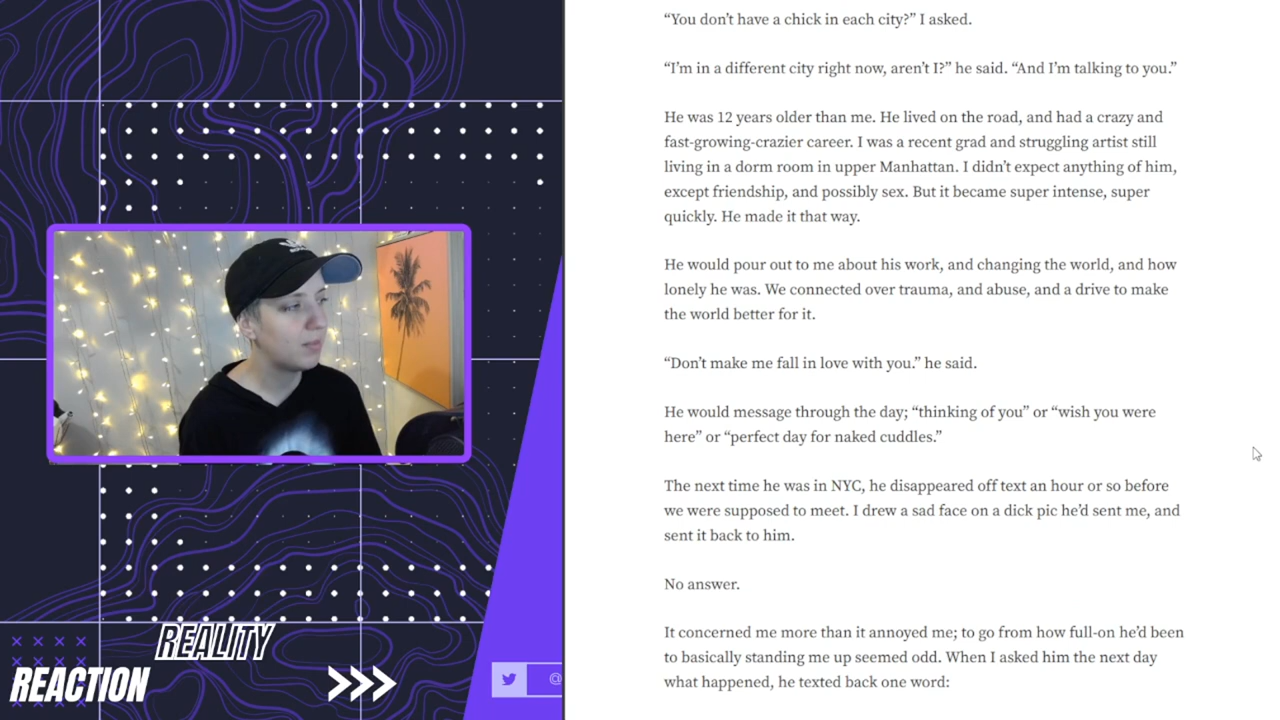 “You don’t have a chick in each city?” I asked.
“I’m in a different city right now, aren’t I?” he said. “And I’m talking to you.”
He was 12 years older than me. He lived on the road, and had a crazy and
fast-growing-crazier career. I was a recent grad and struggling artist still
living in a dorm room in upper Manhattan. I didn’t expect anything of him,
except friendship, and possibly sex. But it became super intense, super
quickly. He made it that way.
He would pour out to me about his work, and changing the world, and how
lonely he was. We connected over trauma, and abuse, and a drive to make
the world better for it.
“Don’t make me fall in love with you.” he said.
He would message through the day; “thinking of you” or “wish you were
here” or “perfect day for naked cuddles.”
The next time he was in NYC, he disappeared off text an hour or so before
we were supposed to meet. I drew a sad face on a dick pic he’d sent me, and
sent it back to him.
No answer.
It concerned me more than it annoyed me; to go from how full-on he’d been
to basically standing me up seemed odd. When I asked him the next day
what happened, he texted back one word:
REALITY
REACTION
@